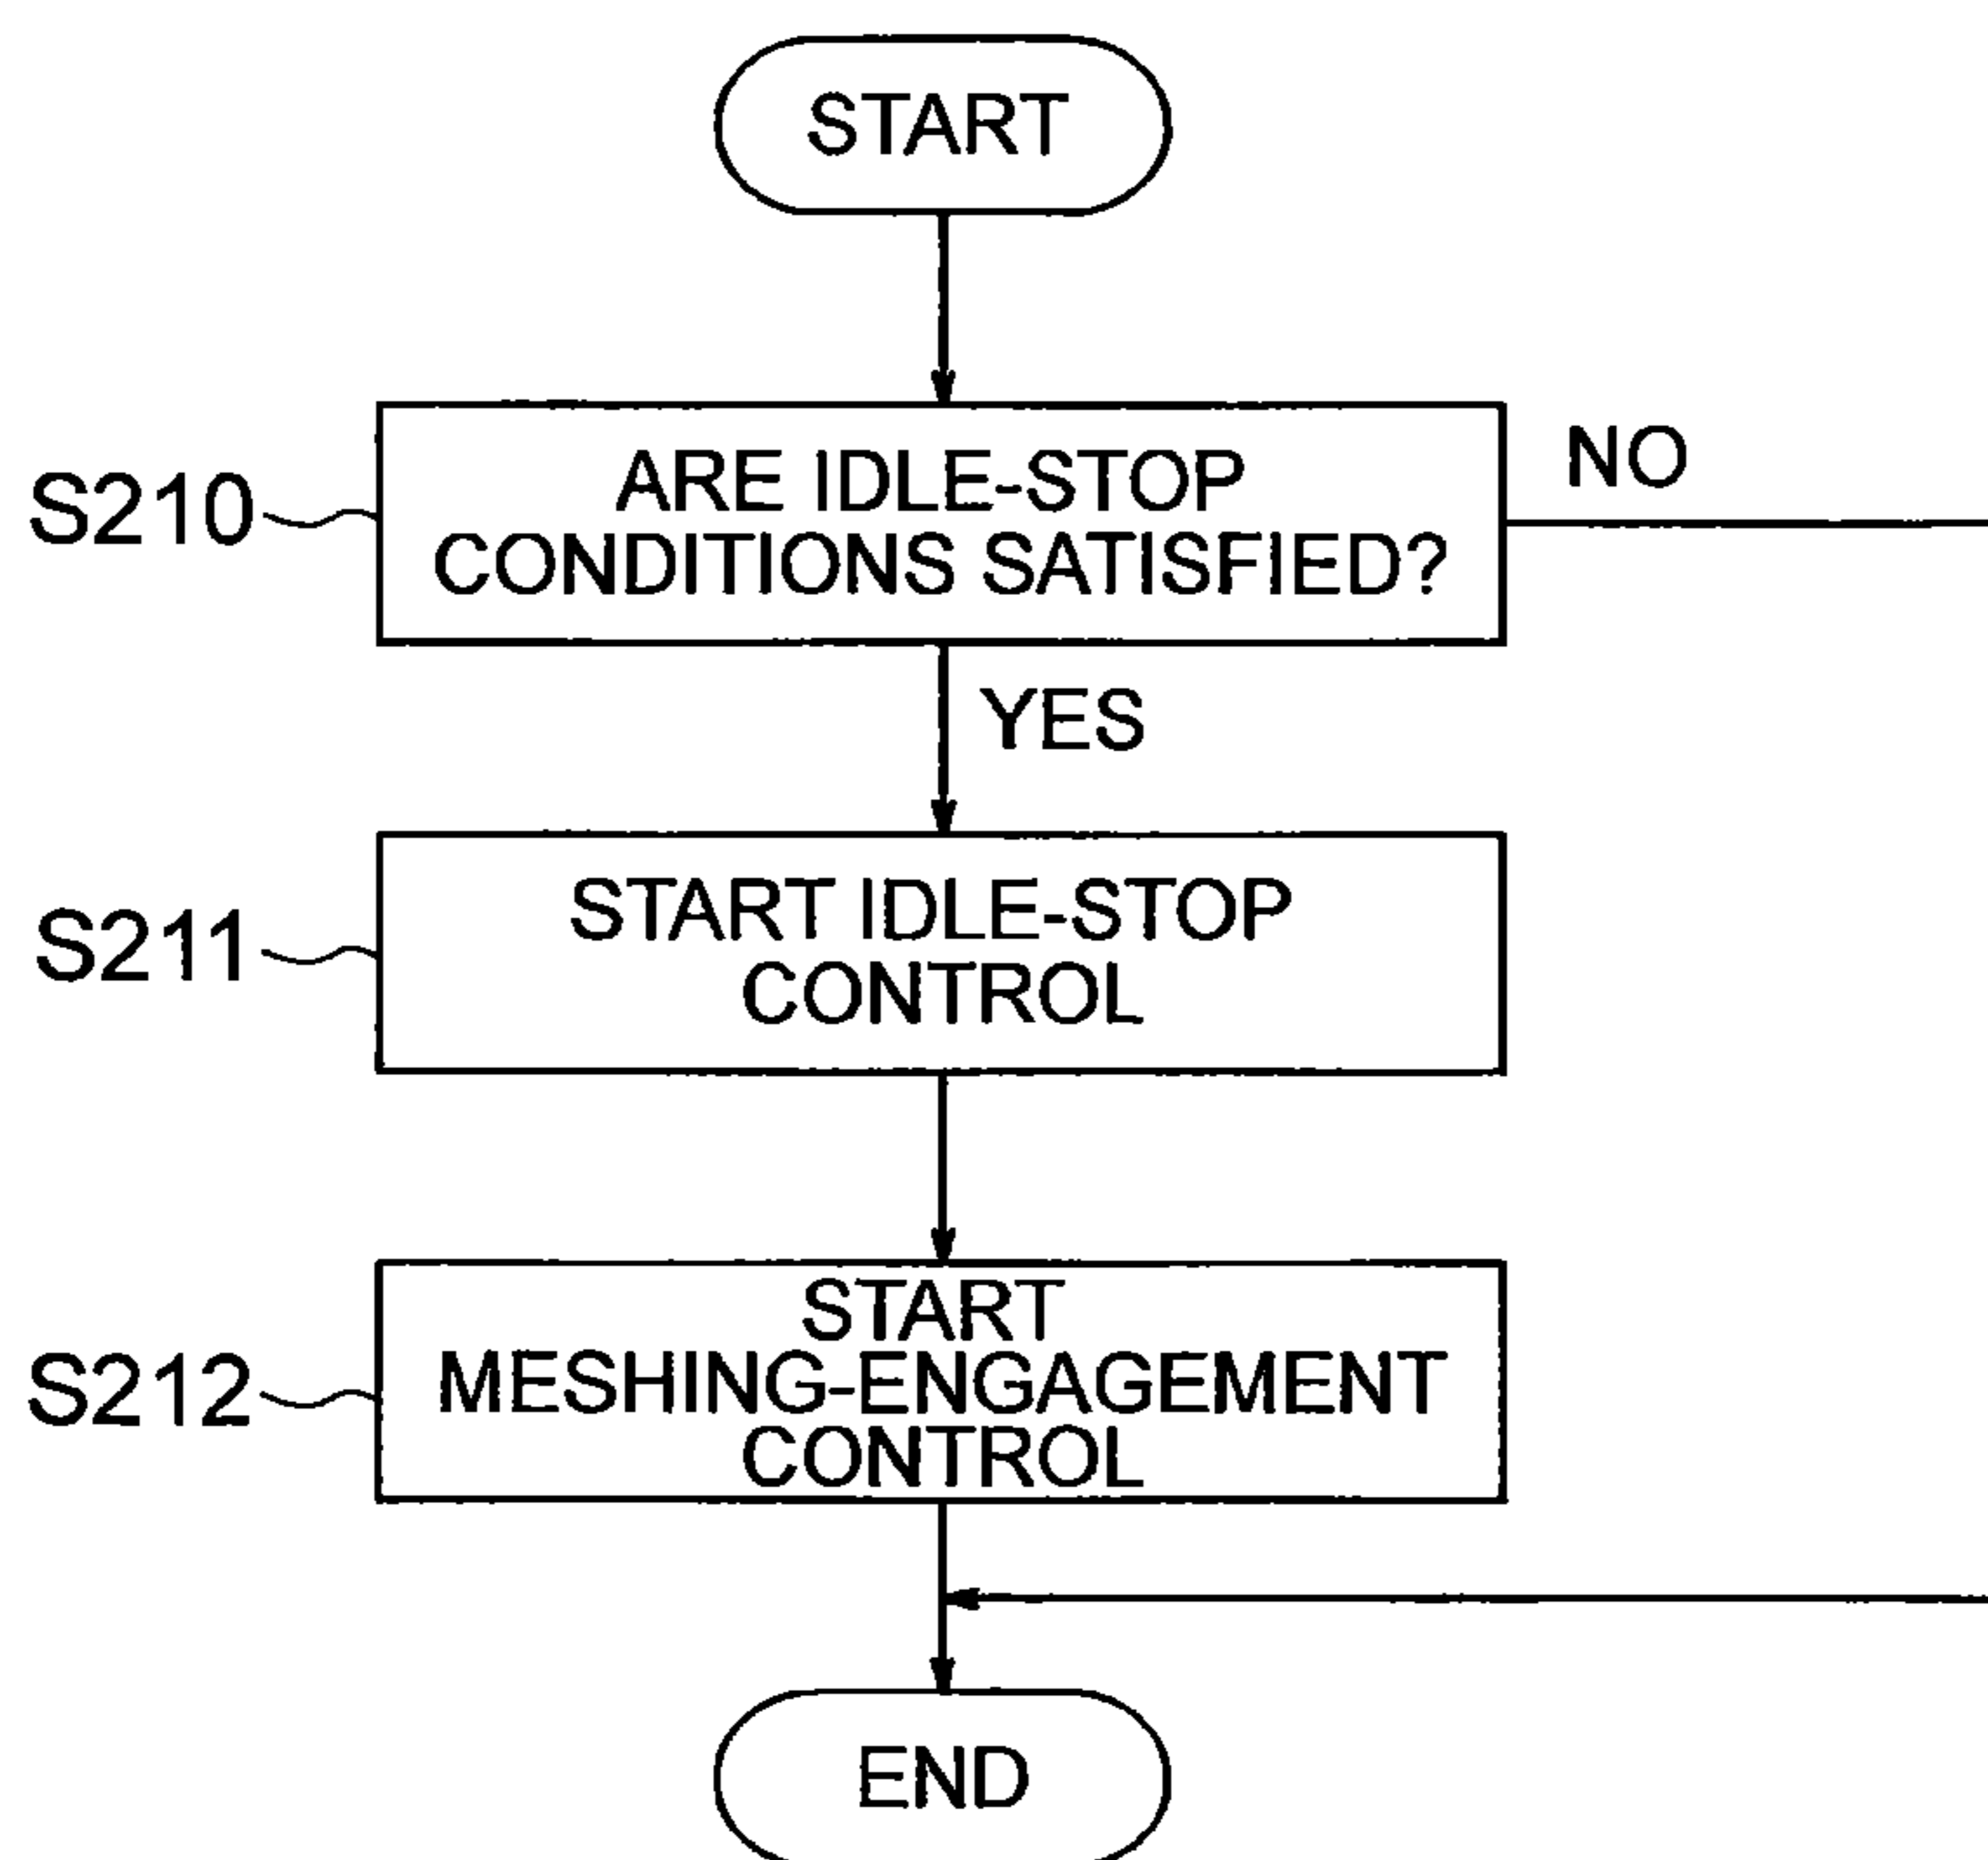 START
S210
ARE IDLE-STOP
CONDITIONS SATISFIED?
NO
YES
S211
START IDLE-STOP
CONTROL
S212
START
MESHING-ENGAGEMENT
CONTROL
END